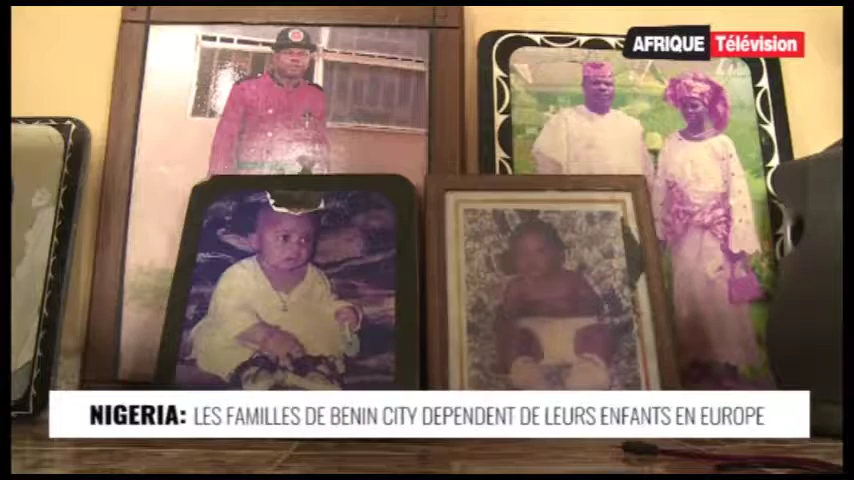 AFRIQUE Télévision
NIGERIA: LES FAMILLES DE BENIN CITY DEPENDENT DE LEURS ENFANTS EN EUROPE